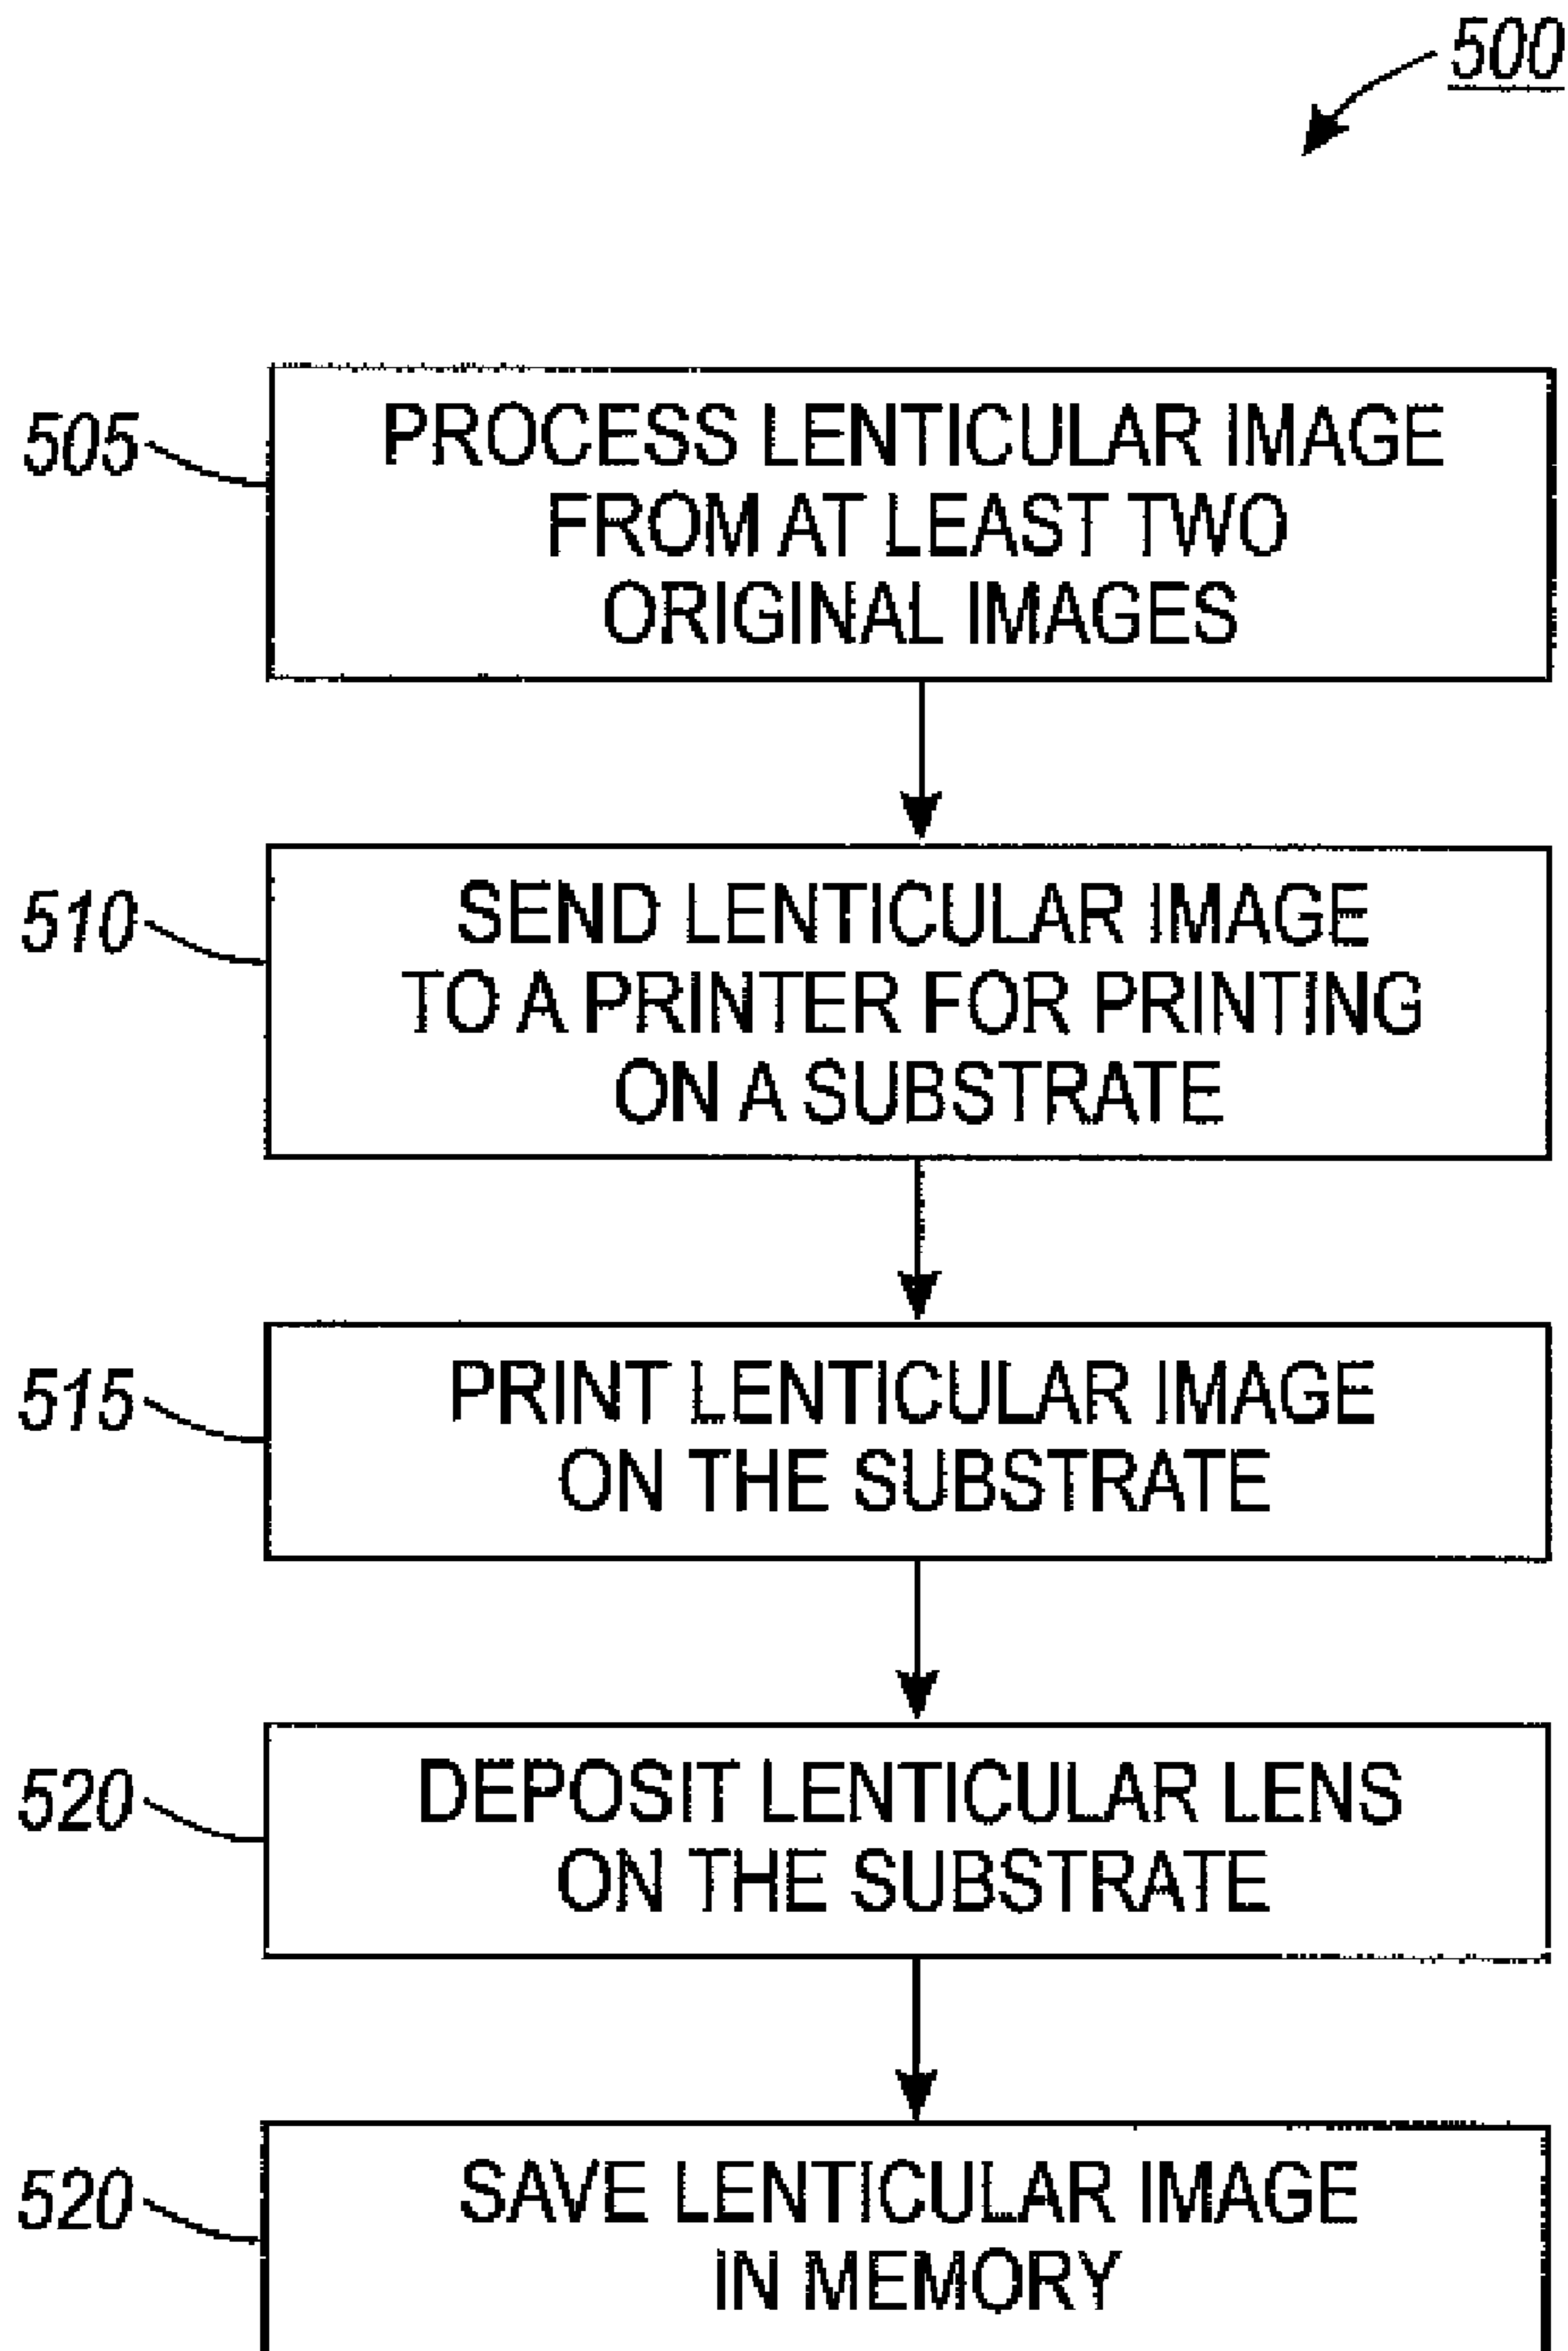 500
505
PROCESS LENTICULAR IMAGE
FROM AT LEAST TWO
ORIGINAL IMAGES
510
SEND LENTICULAR IMAGE
TO A PRINTER FOR PRINTING
ON A SUBSTRATE
515
PRINT LENTICULAR IMAGE
ON THE SUBSTRATE
520
DEPOSIT LENTICULAR LENS
ON THE SUBSTRATE
520
SAVE LENTICULAR IMAGE
IN MEMORY